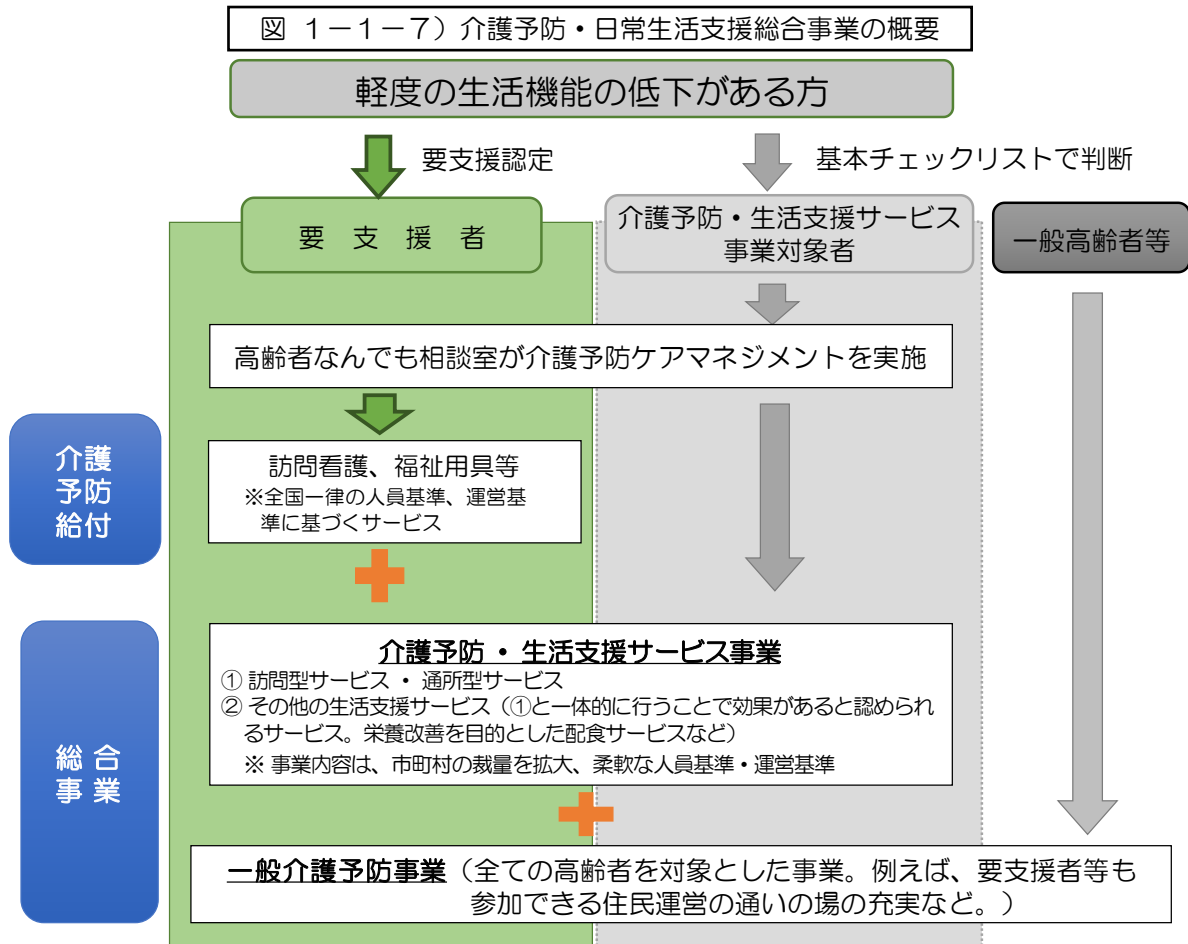 図 1－1－7）介護予防・日常生活支援総合事業の概要
軽度の生活機能の低下がある方
要支援認定
基本チェックリストで判断
要 支 援 者
介護予防・生活支援サービス
事業対象者
一般高齢者等
高齢者なんでも相談室が介護予防ケアマネジメントを実施
介護
予防
給付
訪問看護、福祉用具等
※全国一律の人員基準、運営基
準に基づくサービス
総 合
事 業
介護予防 ・ 生活支援サービス事業
① 訪問型サービス ・ 通所型サービス
② その他の生活支援サービス（①と一体的に行うことで効果があると認められ
るサービス。栄養改善を目的とした配食サービスなど）
※ 事業内容は、市町村の裁量を拡大、柔軟な人員基準・運営基準
一般介護予防事業（全ての高齢者を対象とした事業。例えば、要支援者等も
参加できる住民運営の通いの場の充実など。）